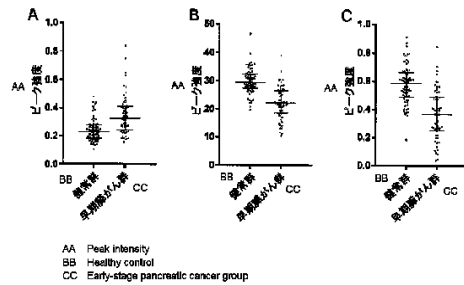 A
B
C
1.0
0.8
0.6
0.4
0.2
0.0
AA
ピーク強度
BB
健常群
早期膵がん群
CC
50
40
30
20
10
0
AA
ピーク強度
BB
健常群
早期膵がん群
CC
1.0
0.8
0.6
0.4
0.2
0.0
AA
ピーク強度
BB
健常群
早期膵がん群
CC
AA Peak intensity
BB Healthy control
CC Early-stage pancreatic cancer group